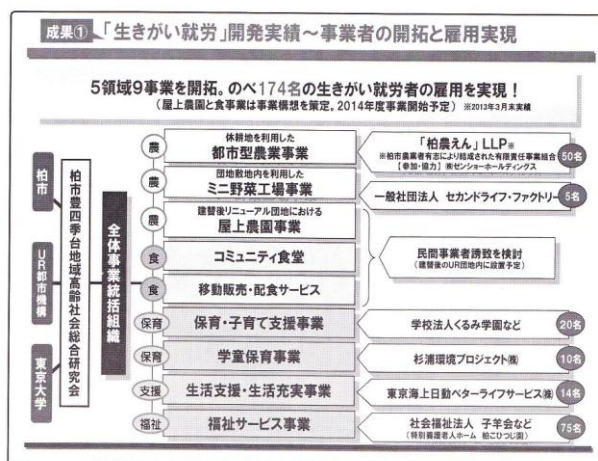 成果① 「生きがい就労」開発実績~事業者の開拓と雇用実現
5領域9事業を開拓。のべ174名の生きがい就労者の雇用を実現!
(屋上農園と食事業は事業構想を策定。2014年度事業開始予定) ※2013年3月末実績
柏市
UR都市機構
東京大学
柏市豊四季台地域高齢社会総合研究会
全体事業統括組織
農
休耕地を利用した
都市型農業事業
「柏農えん」LLP※
※柏市農業者有志により結成された有限責任事業組合
【参加・協力】㈱ゼンショーホールディングス
50名
農
団地敷地内を利用した
ミニ野菜工場事業
一般社団法人 セカンドライフ・ファクトリー
5名
農
建替後リニューアル団地における
屋上農園事業
食
コミュニティ食堂
食
移動販売・配食サービス
民間事業者誘致を検討
(建替後のUR団地内に設置予定)
保育
保育・子育て支援事業
学校法人くるみ学園など
20名
保育
学童保育事業
杉浦環境プロジェクト㈱
10名
支援
生活支援・生活充実事業
東京海上日動ベターライフサービス㈱
14名
福祉
福祉サービス事業
社会福祉法人 子羊会など
(特別養護老人ホーム 柏こひつじ園)
75名